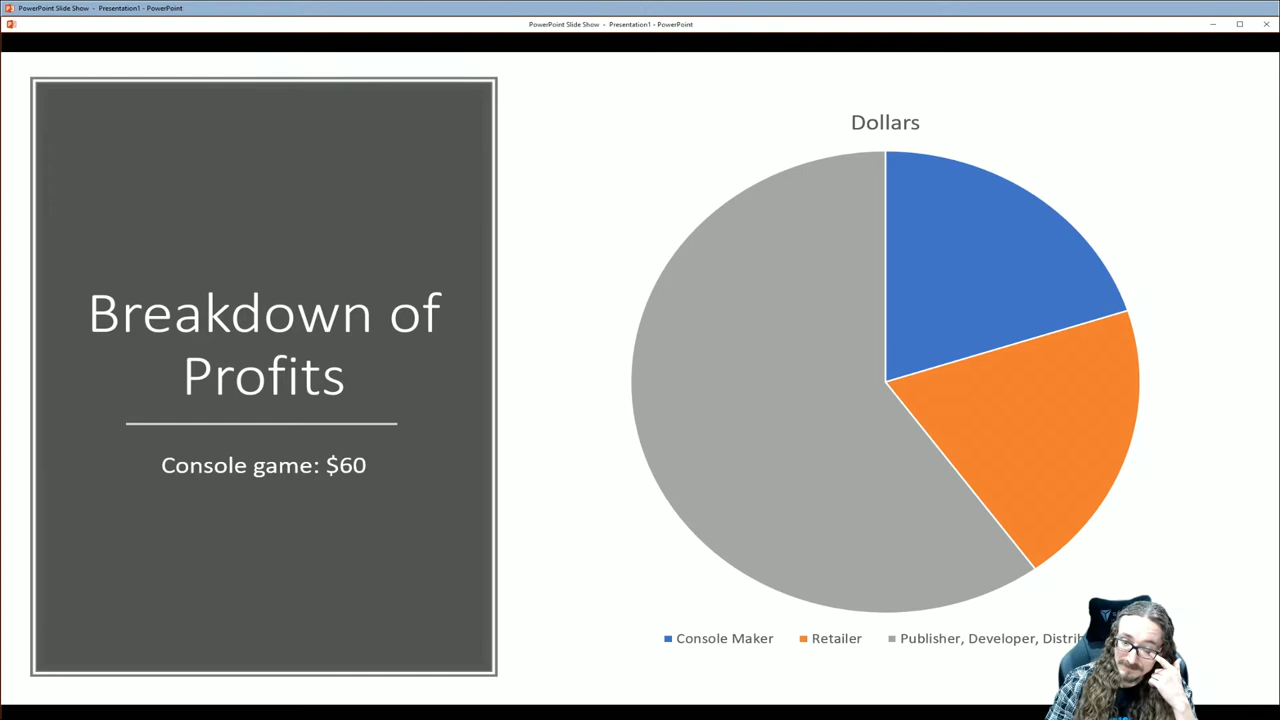 PowerPoint Slide Show - Presentation1 - PowerPoint
PowerPoint Slide Show - Presentation1 - PowerPoint
Breakdown of
Profits
Console game: $60
Dollars
Console Maker
Retailer
Publisher, Developer,